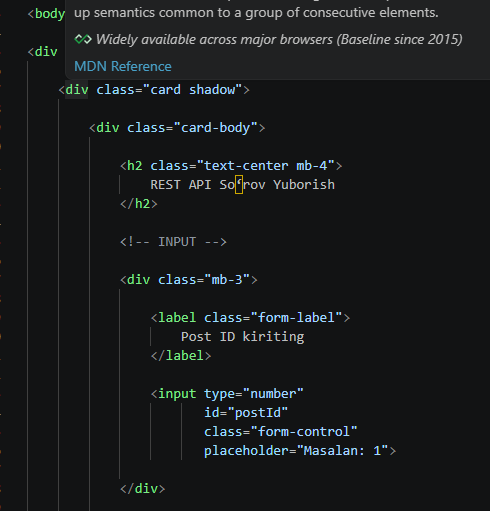 up semantics common to a group of consecutive elements.
Widely available across major browsers (Baseline since 2015)
MDN Reference
<body
<div
<div class="card shadow">
<div class="card-body">
<h2 class="text-center mb-4">
REST API So‘rov Yuborish
</h2>
<!-- INPUT -->
<div class="mb-3">
<label class="form-label">
Post ID kiriting
</label>
<input type="number"
id="postId"
class="form-control"
placeholder="Masalan: 1">
</div>